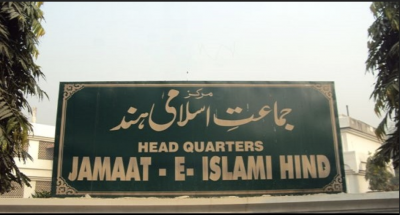 مرکز
جماعتِ اسلامی ہند
HEAD QUARTERS
JAMAAT - E- ISLAMI HIND